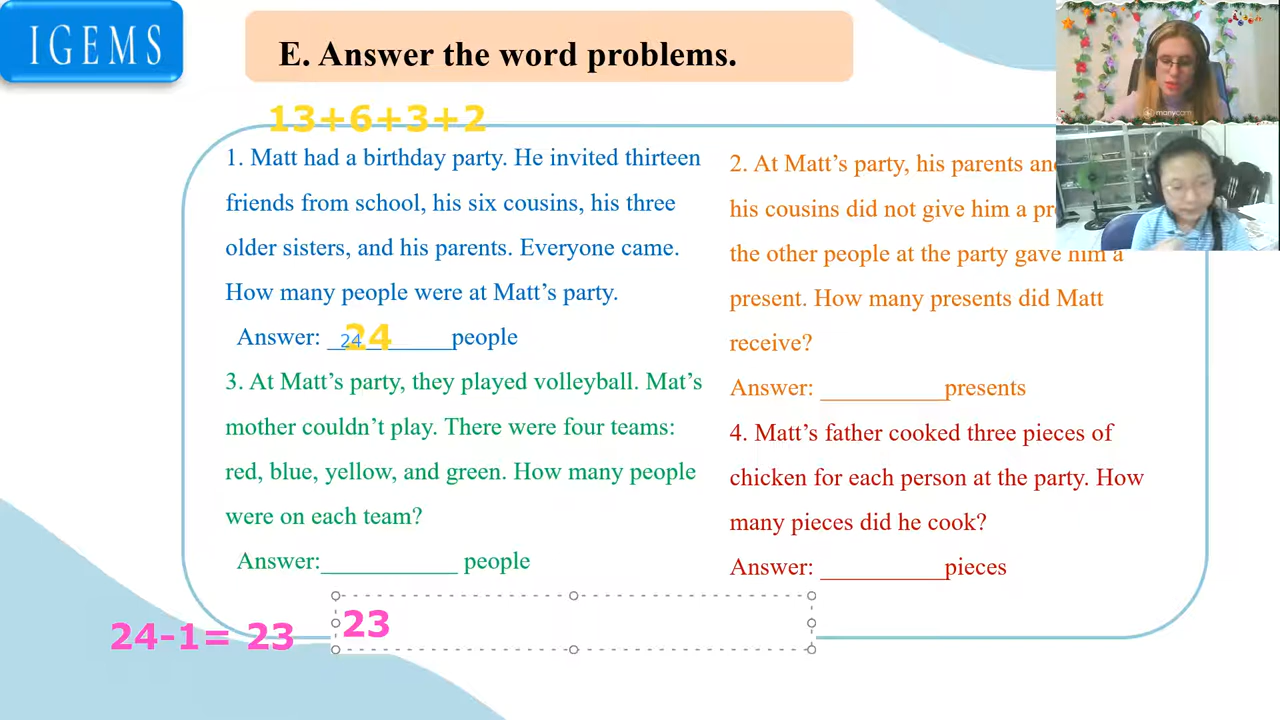 IGEMS
E. Answer the word problems.
13+6+3+2
1. Matt had a birthday party. He invited thirteen
friends from school, his six cousins, his three
older sisters, and his parents. Everyone came.
How many people were at Matt's party.
Answer: __24__24_____people
3. At Matt's party, they played volleyball. Mat's
mother couldn't play. There were four teams:
red, blue, yellow, and green. How many people
were on each team?
Answer:___________ people
2. At Matt's party, his parents and
his cousins did not give him a
the other people at the party gave him a
present. How many presents did Matt
receive?
Answer: __________presents
4. Matt's father cooked three pieces of
chicken for each person at the party. How
many pieces did he cook?
Answer: __________pieces
24-1= 23
23
manycam